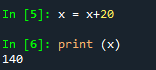 In [5]: x = x+20
In [6]: print (x)
140